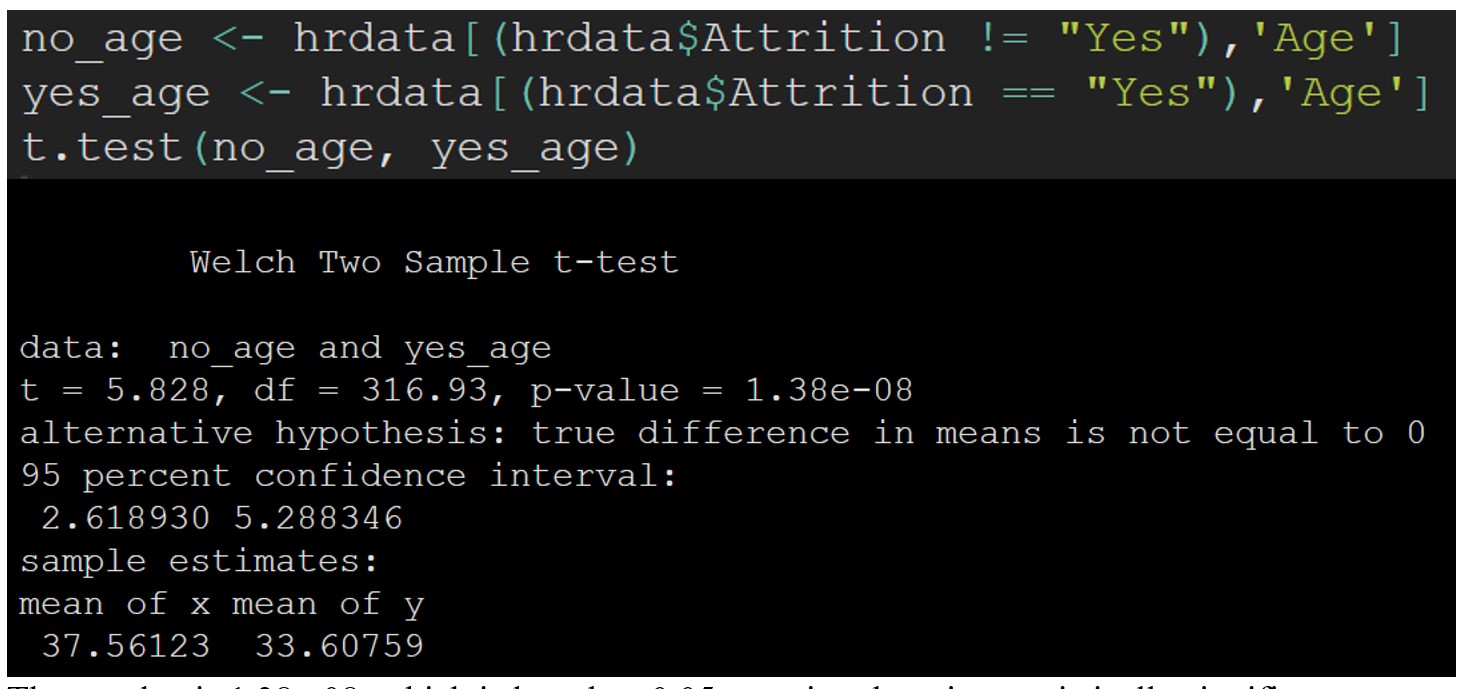 no_age <- hrdata[(hrdata$Attrition != "Yes"),'Age']
yes_age <- hrdata[(hrdata$Attrition == "Yes"),'Age']
t.test(no_age, yes_age)
Welch Two Sample t-test
data:  no_age and yes_age
t = 5.828, df = 316.93, p-value = 1.38e-08
alternative hypothesis: true difference in means is not equal to 0
95 percent confidence interval:
 2.618930 5.288346
sample estimates:
mean of x mean of y
 37.56123  33.60759